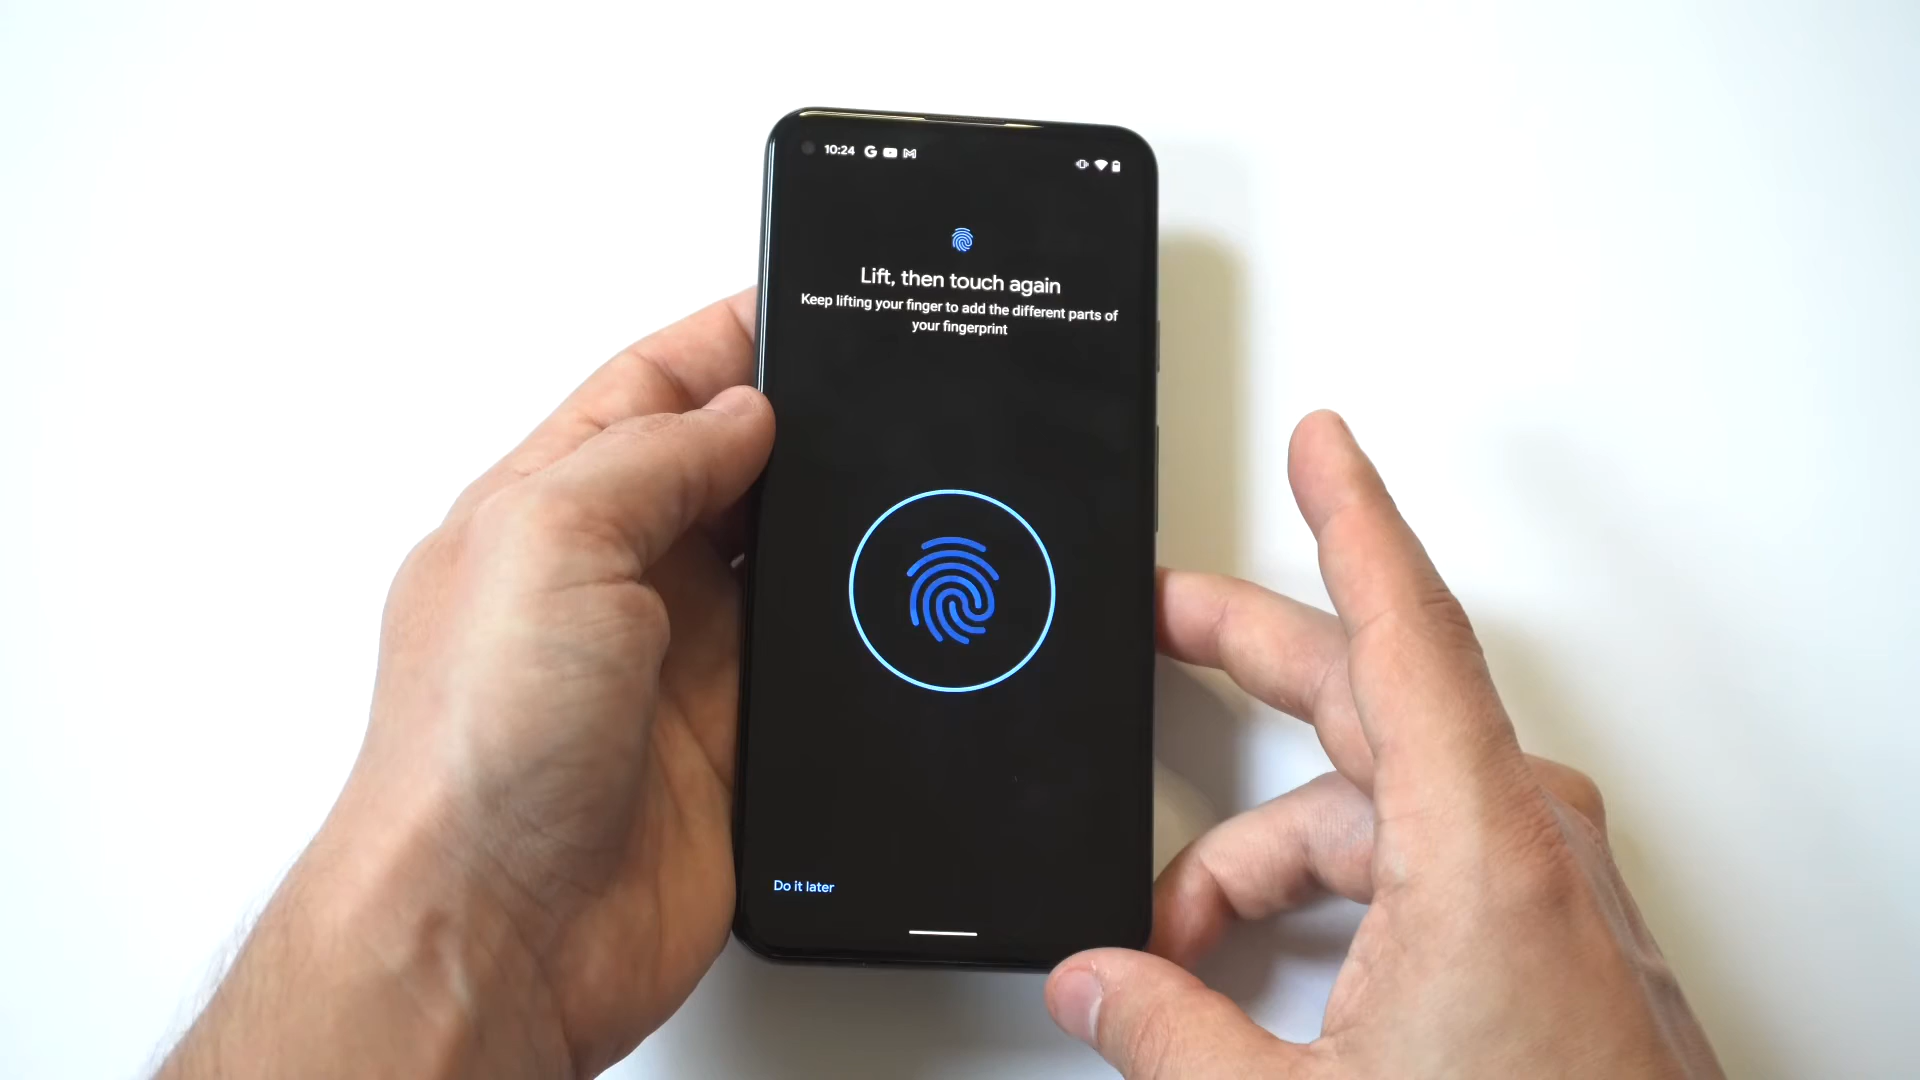 10:24
Lift, then touch again
Keep lifting your finger to add the different parts of
your fingerprint
Do it later